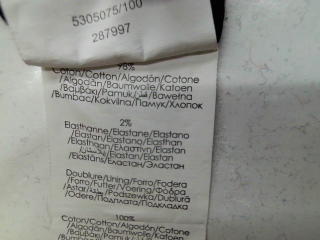 5305075/100
287997
98%
Coton/Cotton/Algodón/Cotone
/Algodão/Baumwolle/Katoen
/Βαμβάκι/Pamuk/قطن/Bawełna
/Bumbac/Kokvilna/Памук/Хлопок
2%
Elasthanne/Elastane/Elastano
/Elastan/Elastano/Elasthan
/Elasthaan/Ελαστίνη/Elastan
/Elastan/Elastan
/Elastāns/Еластан/Эластан
Doublure/Lining/Forro/Fodera
/Forro/Futter/Voering/Φόδρα
/Astar/بطانة/Podszewka/Dublură
/Odere/Подплата/Подкладка
100%
Coton/Cotton/Algodón/Cotone
/Algodão/Baumwolle/Katoen